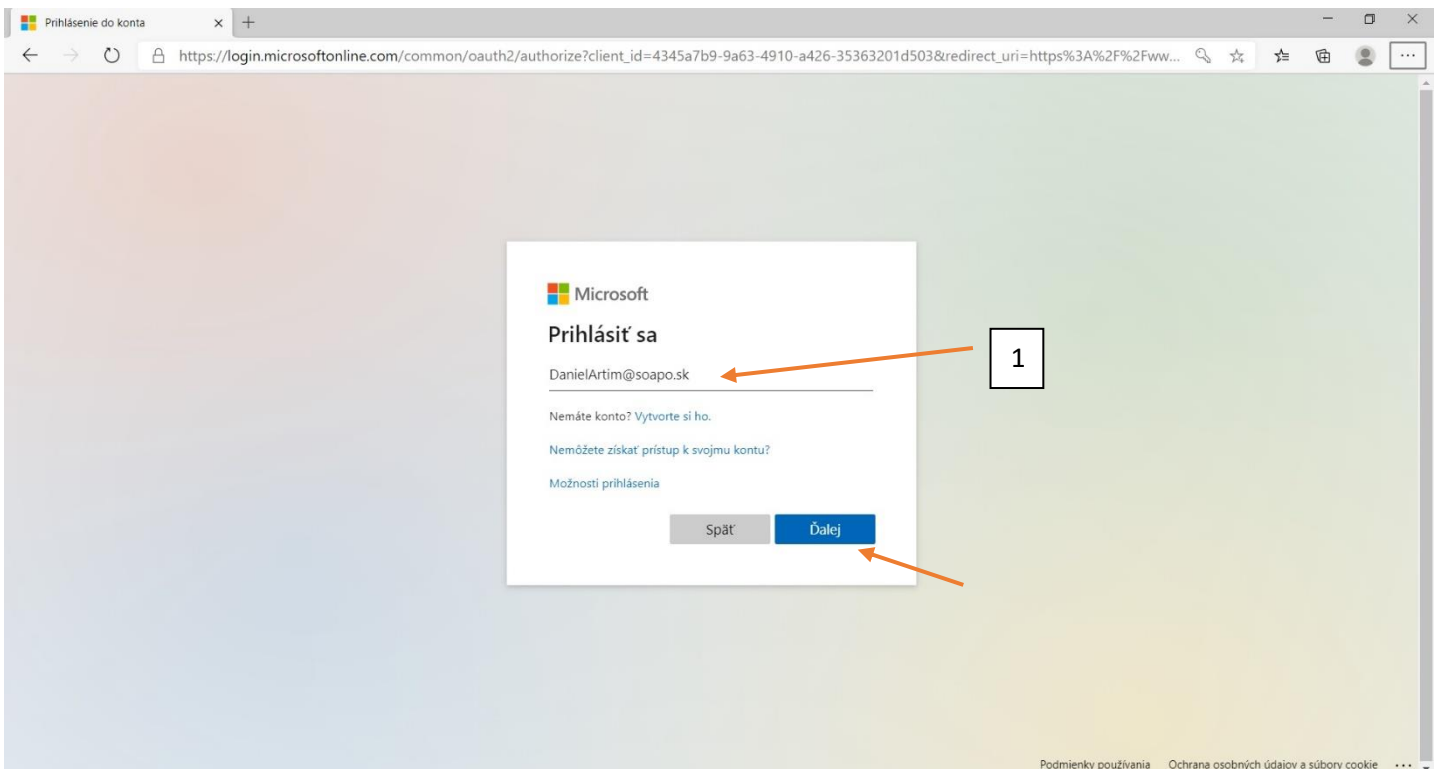 Prihlásenie do konta
https://login.microsoftonline.com/common/oauth2/authorize?client_id=4345a7b9-9a63-4910-a426-35363201d503&redirect_uri=https%3A%2F%2Fww...
Microsoft
Prihlásiť sa
DanielArtim@soapo.sk
1
Nemáte konto? Vytvorte si ho.
Nemôžete získať prístup k svojmu kontu?
Možnosti prihlásenia
Späť Ďalej
Podmienky používania Ochrana osobných údajov a súbory cookie ...